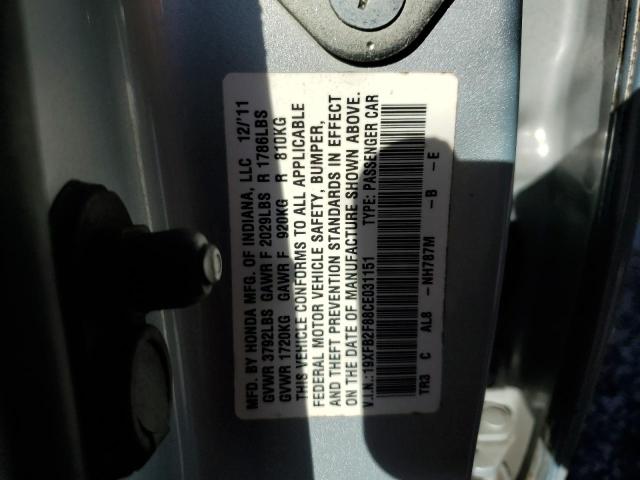 MFG. BY HONDA MFG. OF INDIANA, LLC 12/'11
GVWR 3792LBS GAWR F 2029LBS R 1786LBS
GVWR 1720KG GAWR F 920KG R 810KG
THIS VEHICLE CONFORMS TO ALL APPLICABLE
FEDERAL MOTOR VEHICLE SAFETY, BUMPER,
AND THEFT PREVENTION STANDARDS IN EFFECT
ON THE DATE OF MANUFACTURE SHOWN ABOVE.
V.I.N.:19XFB2F88CE031151 TYPE: PASSENGER CAR
TR3 C AL8 - NH767M - B - E